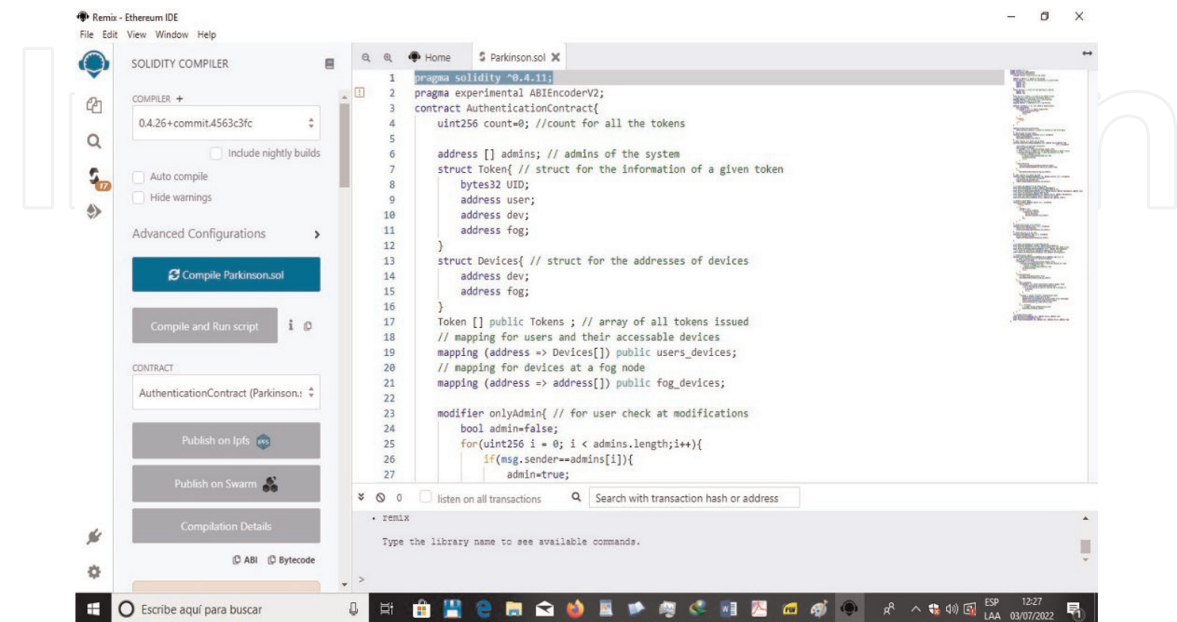 Remix - Ethereum IDE
File Edit View Window Help
SOLIDITY COMPILER
COMPILER +
0.4.26+commit.4563c3fc
Include nightly builds
Auto compile
Hide warnings
Advanced Configurations
Compile Parkinson.sol
Compile and Run script
CONTRACT
AuthenticationContract (Parkinson.s
Publish on Ipfs
Publish on Swarm
Compilation Details
ABI Bytecode
17
Home Parkinson.sol
1 pragma solidity ^0.4.11;
2 pragma experimental ABIEncoderV2;
3 contract AuthenticationContract{
4 uint256 count=0; //count for all the tokens
5
6 address [] admins; // admins of the system
7 struct Token{ // struct for the information of a given token
8 bytes32 UID;
9 address user;
10 address dev;
11 address fog;
12 }
13 struct Devices{ // struct for the addresses of devices
14 address dev;
15 address fog;
16 }
17 Token [] public Tokens ; // array of all tokens issued
18 // mapping for users and their accessable devices
19 mapping (address => Devices[]) public users_devices;
20 // mapping for devices at a fog node
21 mapping (address => address[]) public fog_devices;
22
23 modifier onlyAdmin{ // for user check at modifications
24 bool admin=false;
25 for(uint256 i = 0; i < admins.length;i++){
26 if(msg.sender==admins[i]){
27 admin=true;
0 listen on all transactions Search with transaction hash or address
• remix
Type the library name to see available commands.
>
Escribe aquí para buscar
ESP
LAA
12:27
03/07/2022